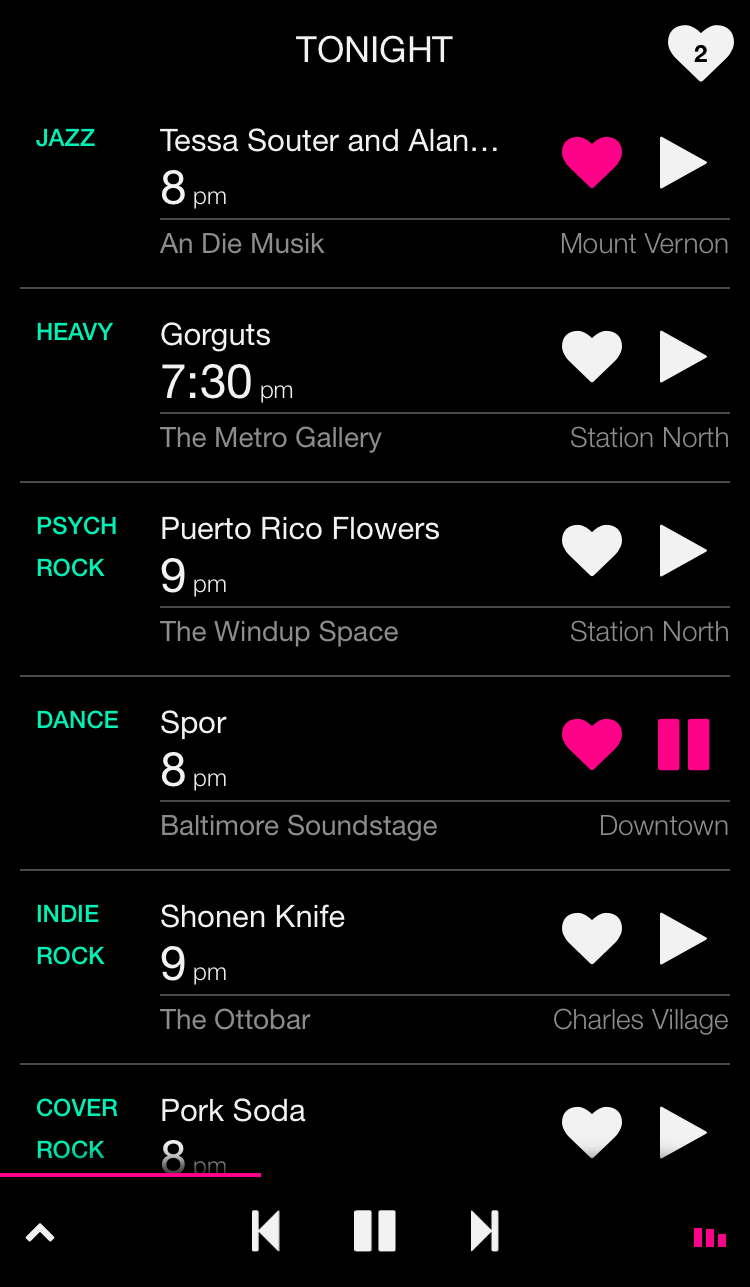 TONIGHT
2
JAZZ
Tessa Souter and Alan...
8 pm
An Die Musik Mount Vernon
HEAVY
Gorguts
7:30 pm
The Metro Gallery Station North
PSYCH
ROCK
Puerto Rico Flowers
9 pm
The Windup Space Station North
DANCE
Spor
8 pm
Baltimore Soundstage Downtown
INDIE
ROCK
Shonen Knife
9 pm
The Ottobar Charles Village
COVER
ROCK
Pork Soda
8 pm